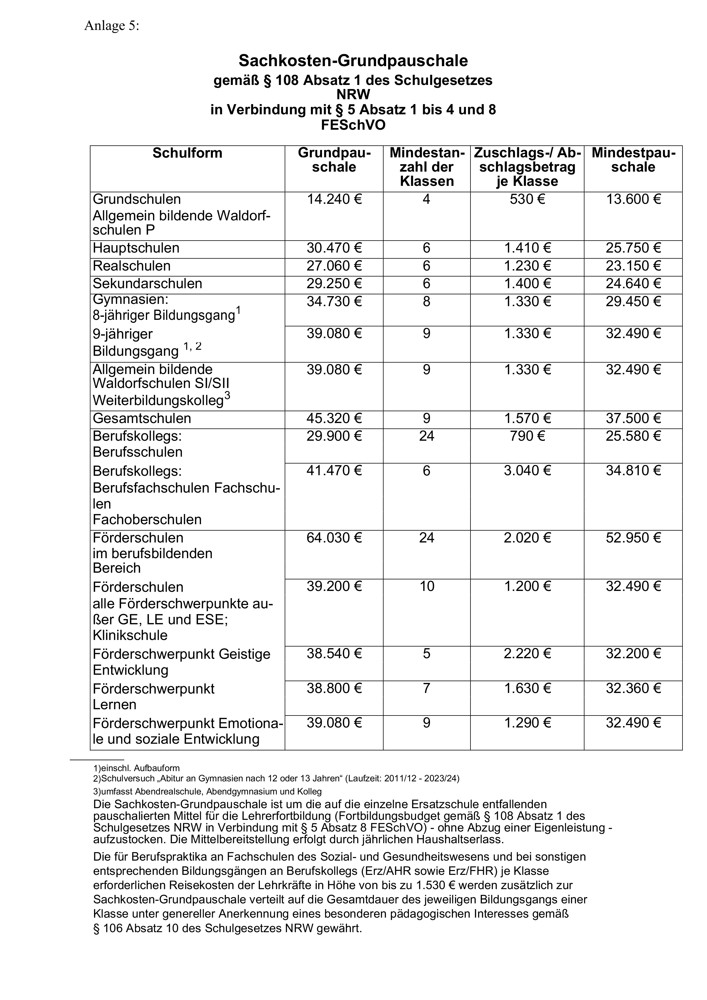 Anlage 5:
Sachkosten-Grundpauschale
gemäß § 108 Absatz 1 des Schulgesetzes
NRW
in Verbindung mit § 5 Absatz 1 bis 4 und 8
FESchVO
Schulform Grundpau- Mindestan- Zuschlags-/ Ab- Mindestpau-
schale zahl der schlagsbetrag schale
Klassen je Klasse
Grundschulen 14.240 € 4 530 € 13.600 €
Allgemein bildende Waldorf-
schulen P
Hauptschulen 30.470 € 6 1.410 € 25.750 €
Realschulen 27.060 € 6 1.230 € 23.150 €
Sekundarschulen 29.250 € 6 1.400 € 24.640 €
Gymnasien: 34.730 € 8 1.330 € 29.450 €
8-jähriger Bildungsgang1
9-jähriger 39.080 € 9 1.330 € 32.490 €
Bildungsgang 1, 2
Allgemein bildende 39.080 € 9 1.330 € 32.490 €
Waldorfschulen SI/SII
Weiterbildungskolleg3
Gesamtschulen 45.320 € 9 1.570 € 37.500 €
Berufskollegs: 29.900 € 24 790 € 25.580 €
Berufsschulen
Berufskollegs: 41.470 € 6 3.040 € 34.810 €
Berufsfachschulen Fachschu-
len
Fachoberschulen
Förderschulen 64.030 € 24 2.020 € 52.950 €
im berufsbildenden
Bereich
Förderschulen 39.200 € 10 1.200 € 32.490 €
alle Förderschwerpunkte au-
ßer GE, LE und ESE;
Klinikschule
Förderschwerpunkt Geistige 38.540 € 5 2.220 € 32.200 €
Entwicklung
Förderschwerpunkt 38.800 € 7 1.630 € 32.360 €
Lernen
Förderschwerpunkt Emotiona- 39.080 € 9 1.290 € 32.490 €
le und soziale Entwicklung
1)einschl. Aufbauform
2)Schulversuch „Abitur an Gymnasien nach 12 oder 13 Jahren“ (Laufzeit: 2011/12 - 2023/24)
3)umfasst Abendrealschule, Abendgymnasium und Kolleg
Die Sachkosten-Grundpauschale ist um die auf die einzelne Ersatzschule entfallenden
pauschalierten Mittel für die Lehrerfortbildung (Fortbildungsbudget gemäß § 108 Absatz 1 des
Schulgesetzes NRW in Verbindung mit § 5 Absatz 8 FESchVO) - ohne Abzug einer Eigenleistung -
aufzustocken. Die Mittelbereitstellung erfolgt durch jährlichen Haushaltserlass.
Die für Berufspraktika an Fachschulen des Sozial- und Gesundheitswesens und bei sonstigen
entsprechenden Bildungsgängen an Berufskollegs (Erz/AHR sowie Erz/FHR) je Klasse
erforderlichen Reisekosten der Lehrkräfte in Höhe von bis zu 1.530 € werden zusätzlich zur
Sachkosten-Grundpauschale verteilt auf die Gesamtdauer des jeweiligen Bildungsgangs einer
Klasse unter genereller Anerkennung eines besonderen pädagogischen Interesses gemäß
§ 106 Absatz 10 des Schulgesetzes NRW gewährt.